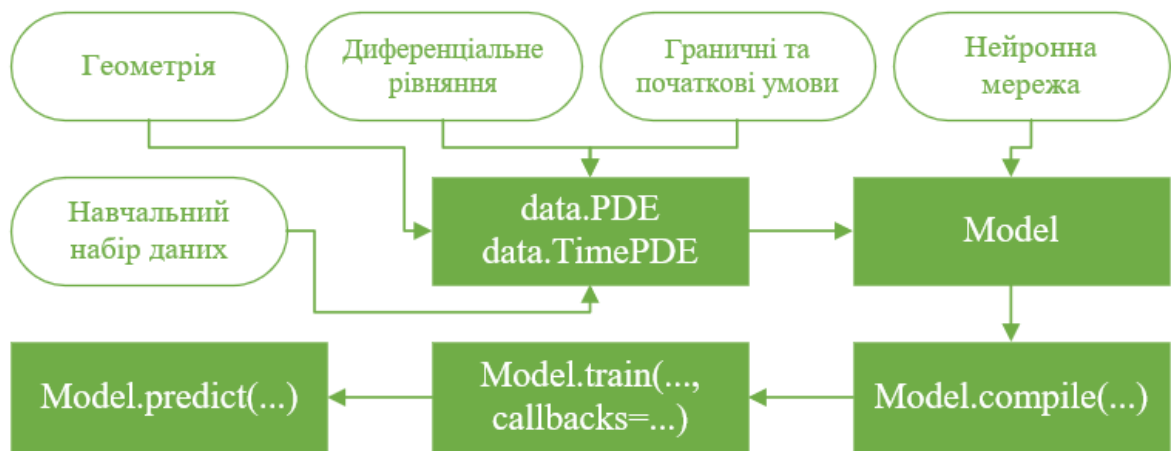 Геометрія
Диференціальне
рівняння
Граничні та
початкові умови
Нейронна
мережа
Навчальний
набір даних
data.PDE
data.TimePDE
Model
Model.predict(...)
Model.train(...,
callbacks=...)
Model.compile(...)